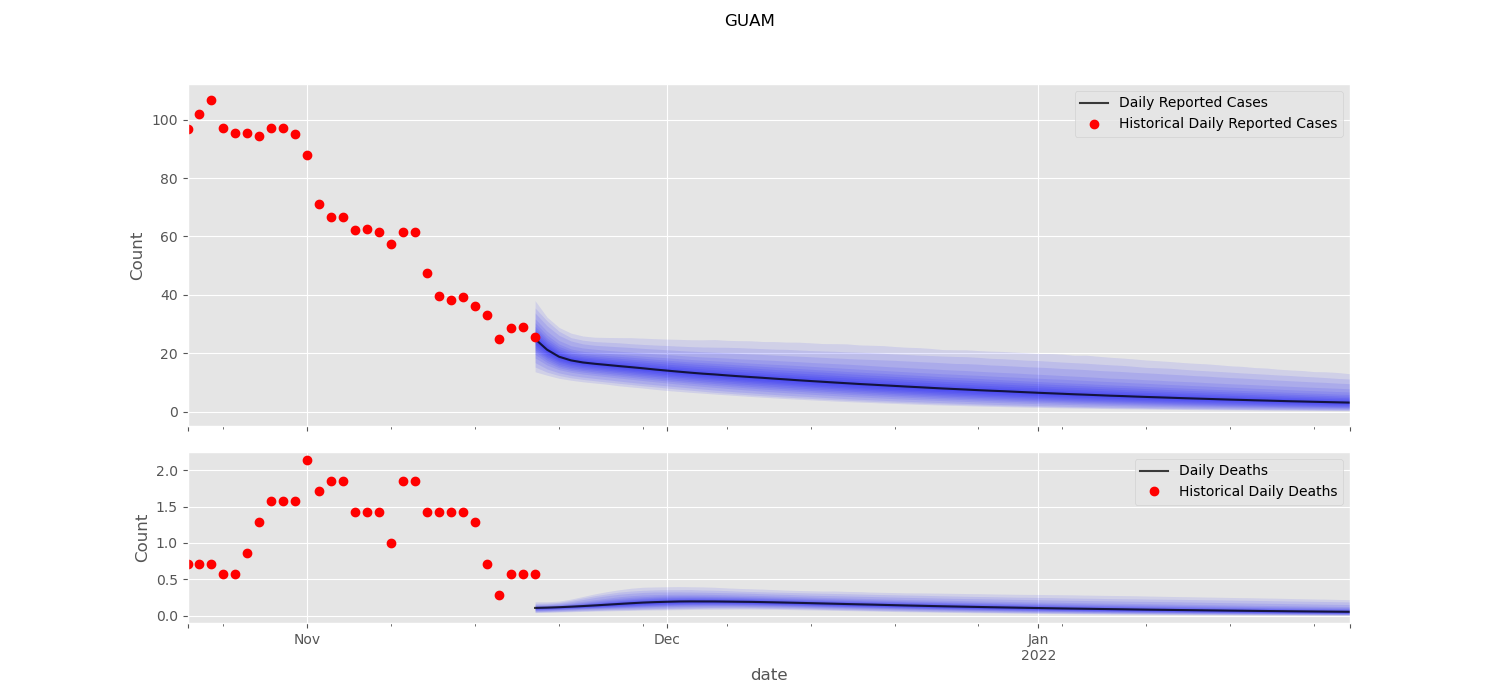 GUAM
Daily Reported Cases
Historical Daily Reported Cases
100
80
60
40
20
0
Count
Daily Deaths
Historical Daily Deaths
2.0
1.5
1.0
0.5
0.0
Count
Nov
Dec
Jan
2022
date